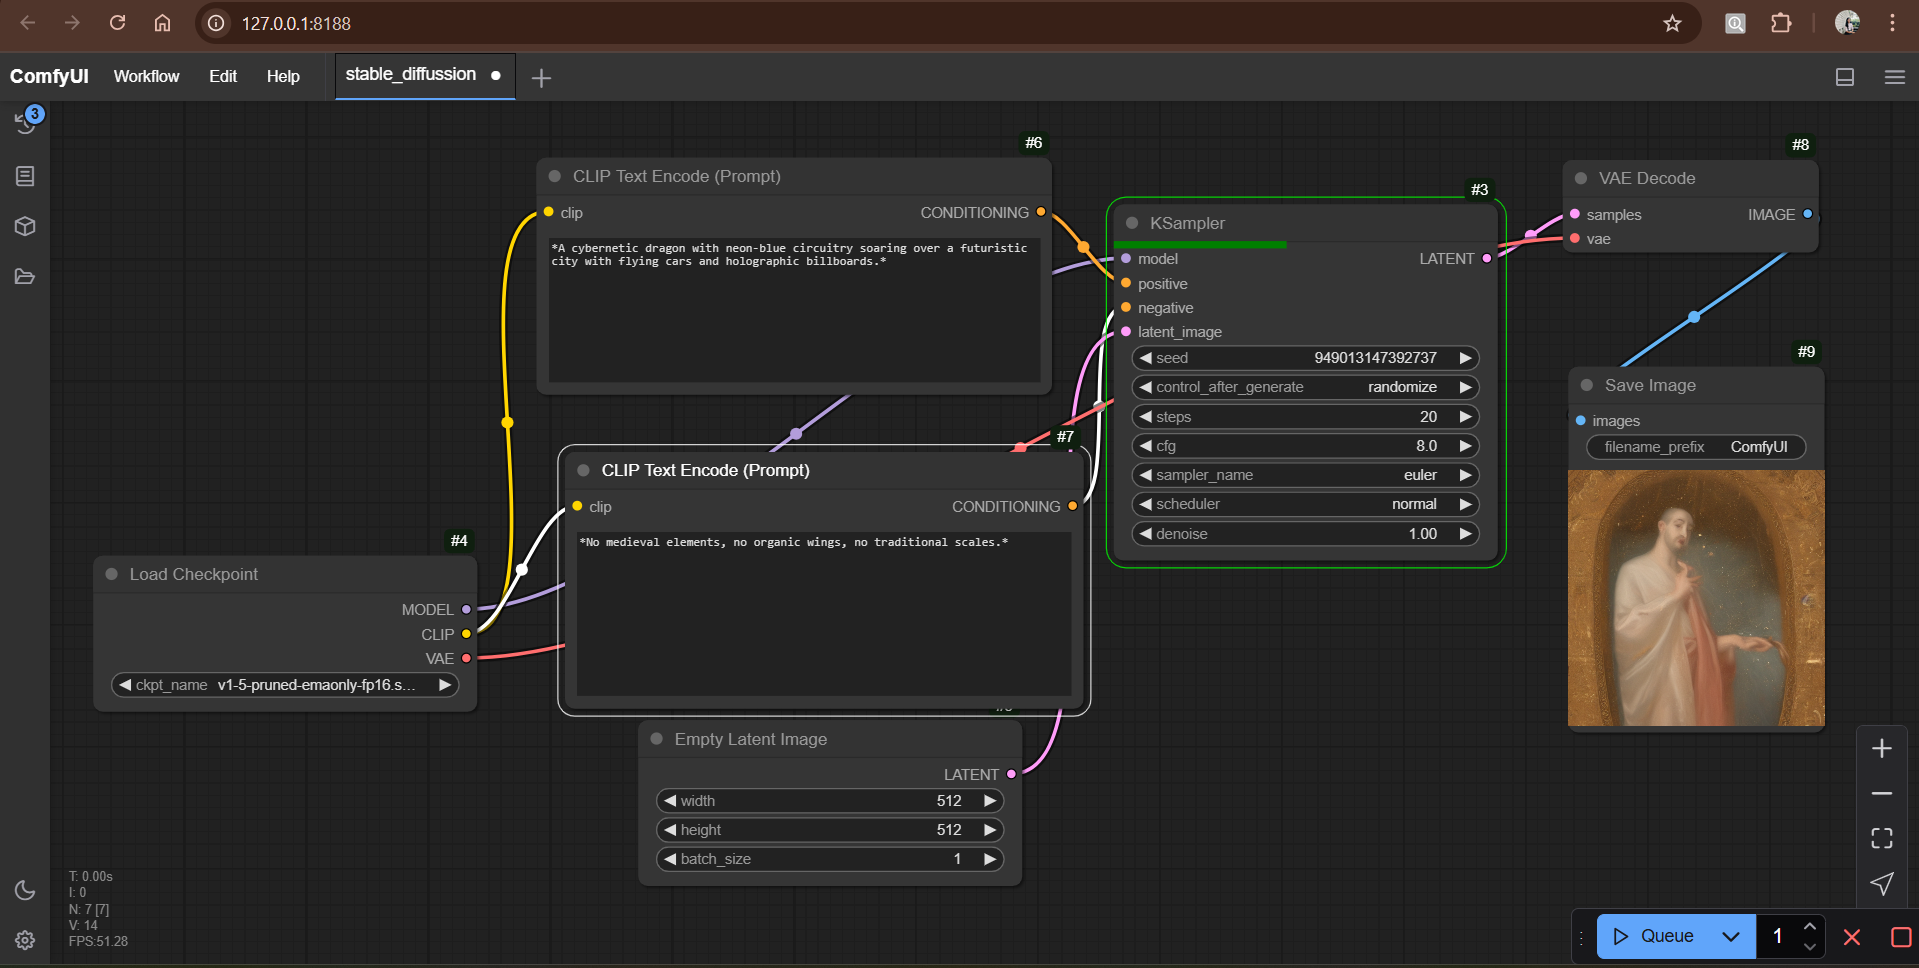 127.0.0.1:8188
ComfyUI Workflow Edit Help stable_diffussion
3
#6
CLIP Text Encode (Prompt)
clip CONDITIONING
*A cybernetic dragon with neon-blue circuitry soaring over a futuristic
city with flying cars and holographic billboards.*
#3
KSampler
model LATENT
positive
negative
latent_image
seed 949013147392737
control_after_generate randomize
steps 20
cfg 8.0
sampler_name euler
scheduler normal
denoise 1.00
#8
VAE Decode
samples IMAGE
vae
#9
Save Image
images
filename_prefix ComfyUI
#7
CLIP Text Encode (Prompt)
clip CONDITIONING
*No medieval elements, no organic wings, no traditional scales.*
#4
Load Checkpoint
MODEL
CLIP
VAE
ckpt_name v1-5-pruned-emaonly-fp16.s...
Empty Latent Image
LATENT
width 512
height 512
batch_size 1
T: 0.00s
I: 0
N: 7 [7]
V: 14
FPS:51.28
Queue 1